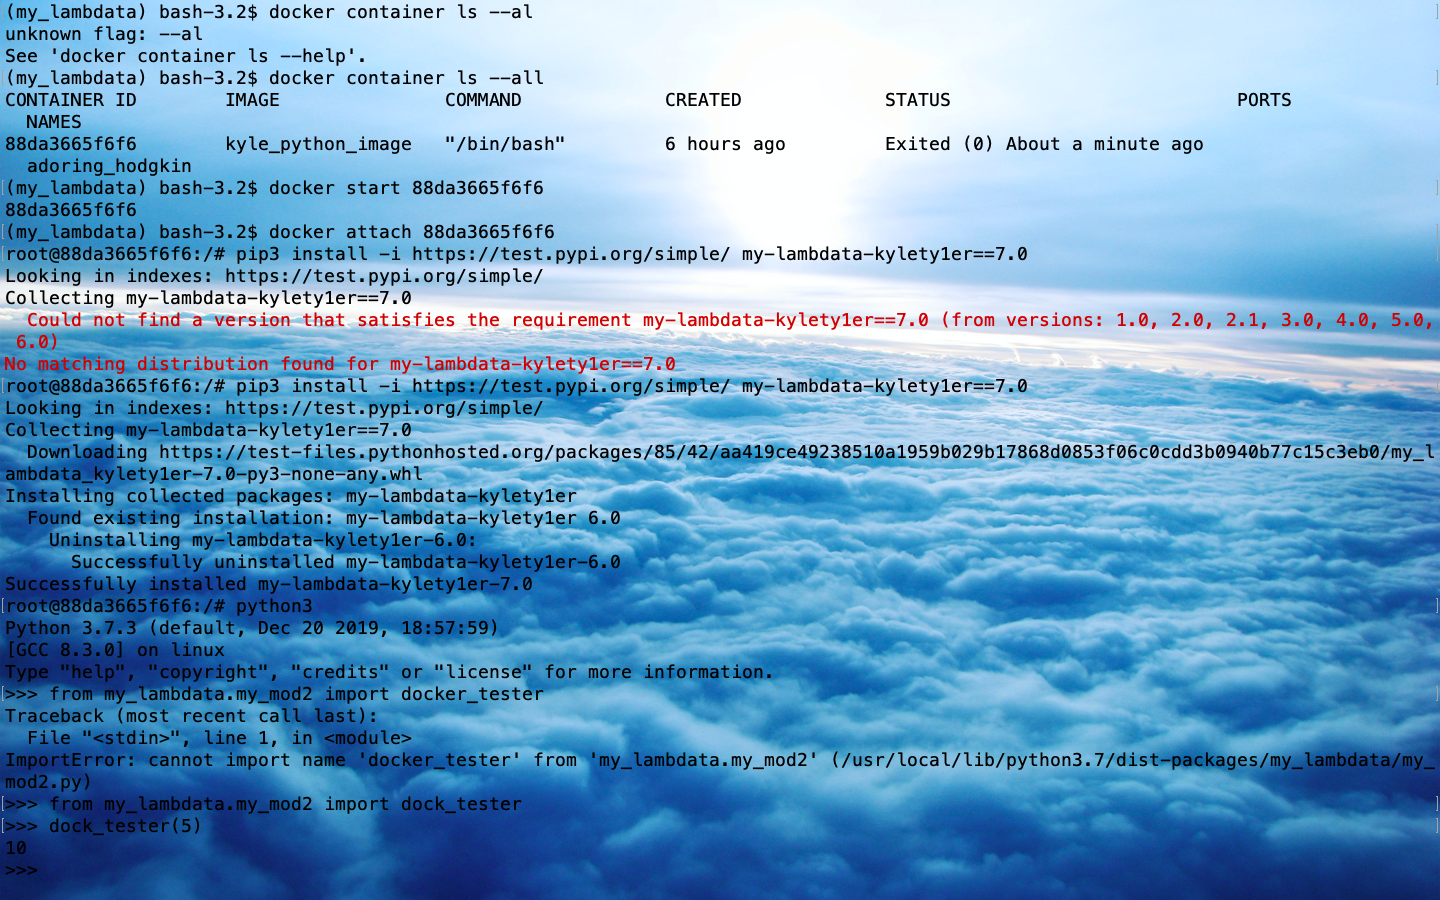 (my_lambdata) bash-3.2$ docker container ls --al
unknown flag: --al
See 'docker container ls --help'.
(my_lambdata) bash-3.2$ docker container ls --all
CONTAINER ID        IMAGE               COMMAND             CREATED             STATUS                          PORTS
  NAMES
88da3665f6f6        kyle_python_image   "/bin/bash"         6 hours ago         Exited (0) About a minute ago
  adoring_hodgkin
(my_lambdata) bash-3.2$ docker start 88da3665f6f6
88da3665f6f6
(my_lambdata) bash-3.2$ docker attach 88da3665f6f6
root@88da3665f6f6:/# pip3 install -i https://test.pypi.org/simple/ my-lambdata-kylety1er==7.0
Looking in indexes: https://test.pypi.org/simple/
Collecting my-lambdata-kylety1er==7.0
  Could not find a version that satisfies the requirement my-lambdata-kylety1er==7.0 (from versions: 1.0, 2.0, 2.1, 3.0, 4.0, 5.0,
 6.0)
No matching distribution found for my-lambdata-kylety1er==7.0
root@88da3665f6f6:/# pip3 install -i https://test.pypi.org/simple/ my-lambdata-kylety1er==7.0
Looking in indexes: https://test.pypi.org/simple/
Collecting my-lambdata-kylety1er==7.0
  Downloading https://test-files.pythonhosted.org/packages/85/42/aa419ce49238510a1959b029b17868d0853f06c0cdd3b0940b77c15c3eb0/my_l
ambdata_kylety1er-7.0-py3-none-any.whl
Installing collected packages: my-lambdata-kylety1er
  Found existing installation: my-lambdata-kylety1er 6.0
    Uninstalling my-lambdata-kylety1er-6.0:
      Successfully uninstalled my-lambdata-kylety1er-6.0
Successfully installed my-lambdata-kylety1er-7.0
root@88da3665f6f6:/# python3
Python 3.7.3 (default, Dec 20 2019, 18:57:59)
[GCC 8.3.0] on linux
Type "help", "copyright", "credits" or "license" for more information.
>>> from my_lambdata.my_mod2 import docker_tester
Traceback (most recent call last):
  File "<stdin>", line 1, in <module>
ImportError: cannot import name 'docker_tester' from 'my_lambdata.my_mod2' (/usr/local/lib/python3.7/dist-packages/my_lambdata/my_
mod2.py)
>>> from my_lambdata.my_mod2 import dock_tester
>>> dock_tester(5)
10
>>>